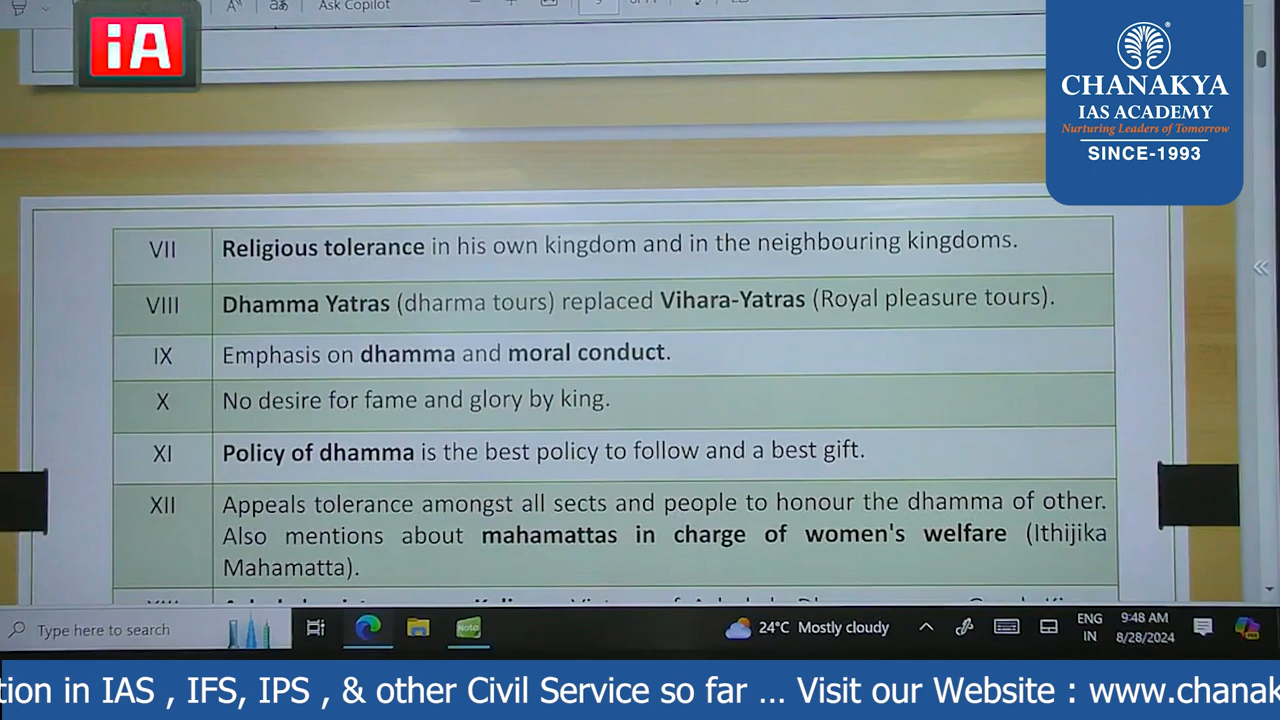 Ask Copilot
iA
CHANAKYA
IAS ACADEMY
Nurturing Leaders of Tomorrow
SINCE-1993
VII Religious tolerance in his own kingdom and in the neighbouring kingdoms.
VIII Dhamma Yatras (dharma tours) replaced Vihara-Yatras (Royal pleasure tours).
IX Emphasis on dhamma and moral conduct.
X No desire for fame and glory by king.
XI Policy of dhamma is the best policy to follow and a best gift.
XII Appeals tolerance amongst all sects and people to honour the dhamma of other.
Also mentions about mahamattas in charge of women's welfare (Ithijika
Mahamatta).
Type here to search
Note
24°C Mostly cloudy
ENG
IN
9:48 AM
8/28/2024
tion in IAS , IFS, IPS , & other Civil Service so far ... Visit our Website : www.chanak